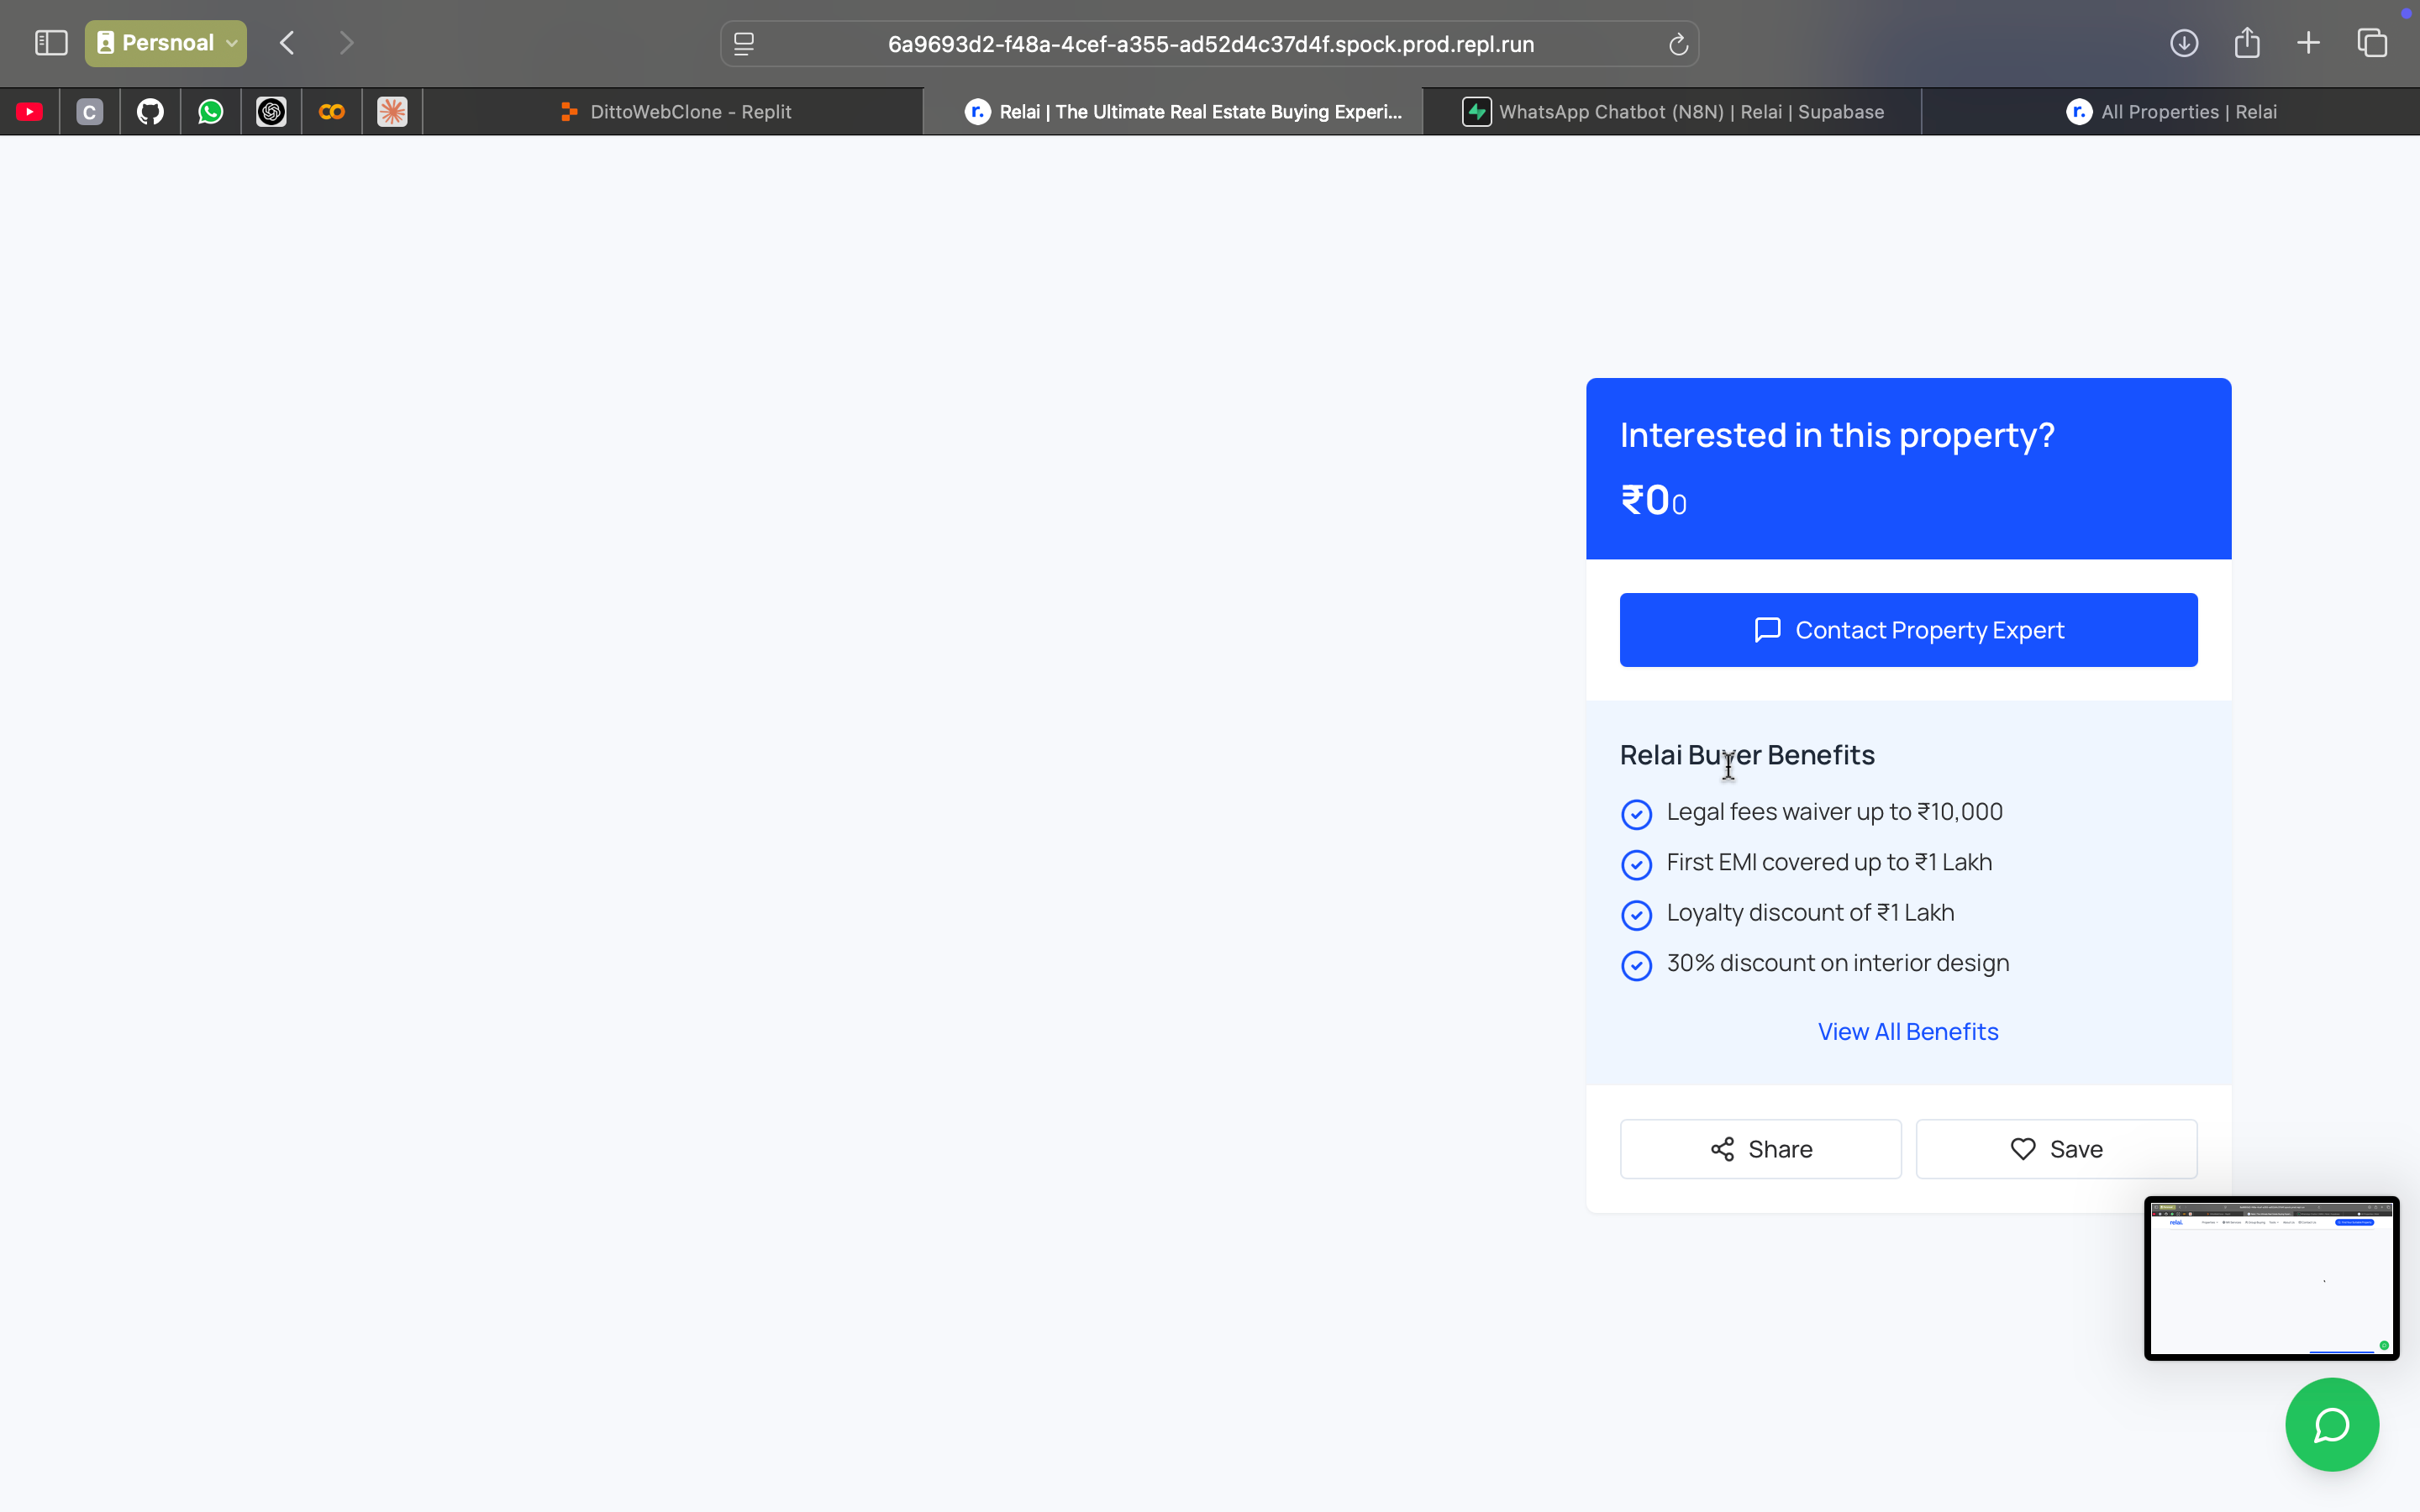 Persnoal
6a9693d2-f48a-4cef-a355-ad52d4c37d4f.spock.prod.repl.run
C
DittoWebClone - Replit
r.
Relai | The Ultimate Real Estate Buying Experi...
WhatsApp Chatbot (N8N) | Relai | Supabase
r.
All Properties | Relai
Interested in this property?
₹00
Contact Property Expert
Relai Buyer Benefits
Legal fees waiver up to ₹10,000
First EMI covered up to ₹1 Lakh
Loyalty discount of ₹1 Lakh
30% discount on interior design
View All Benefits
Share
Save
relai.